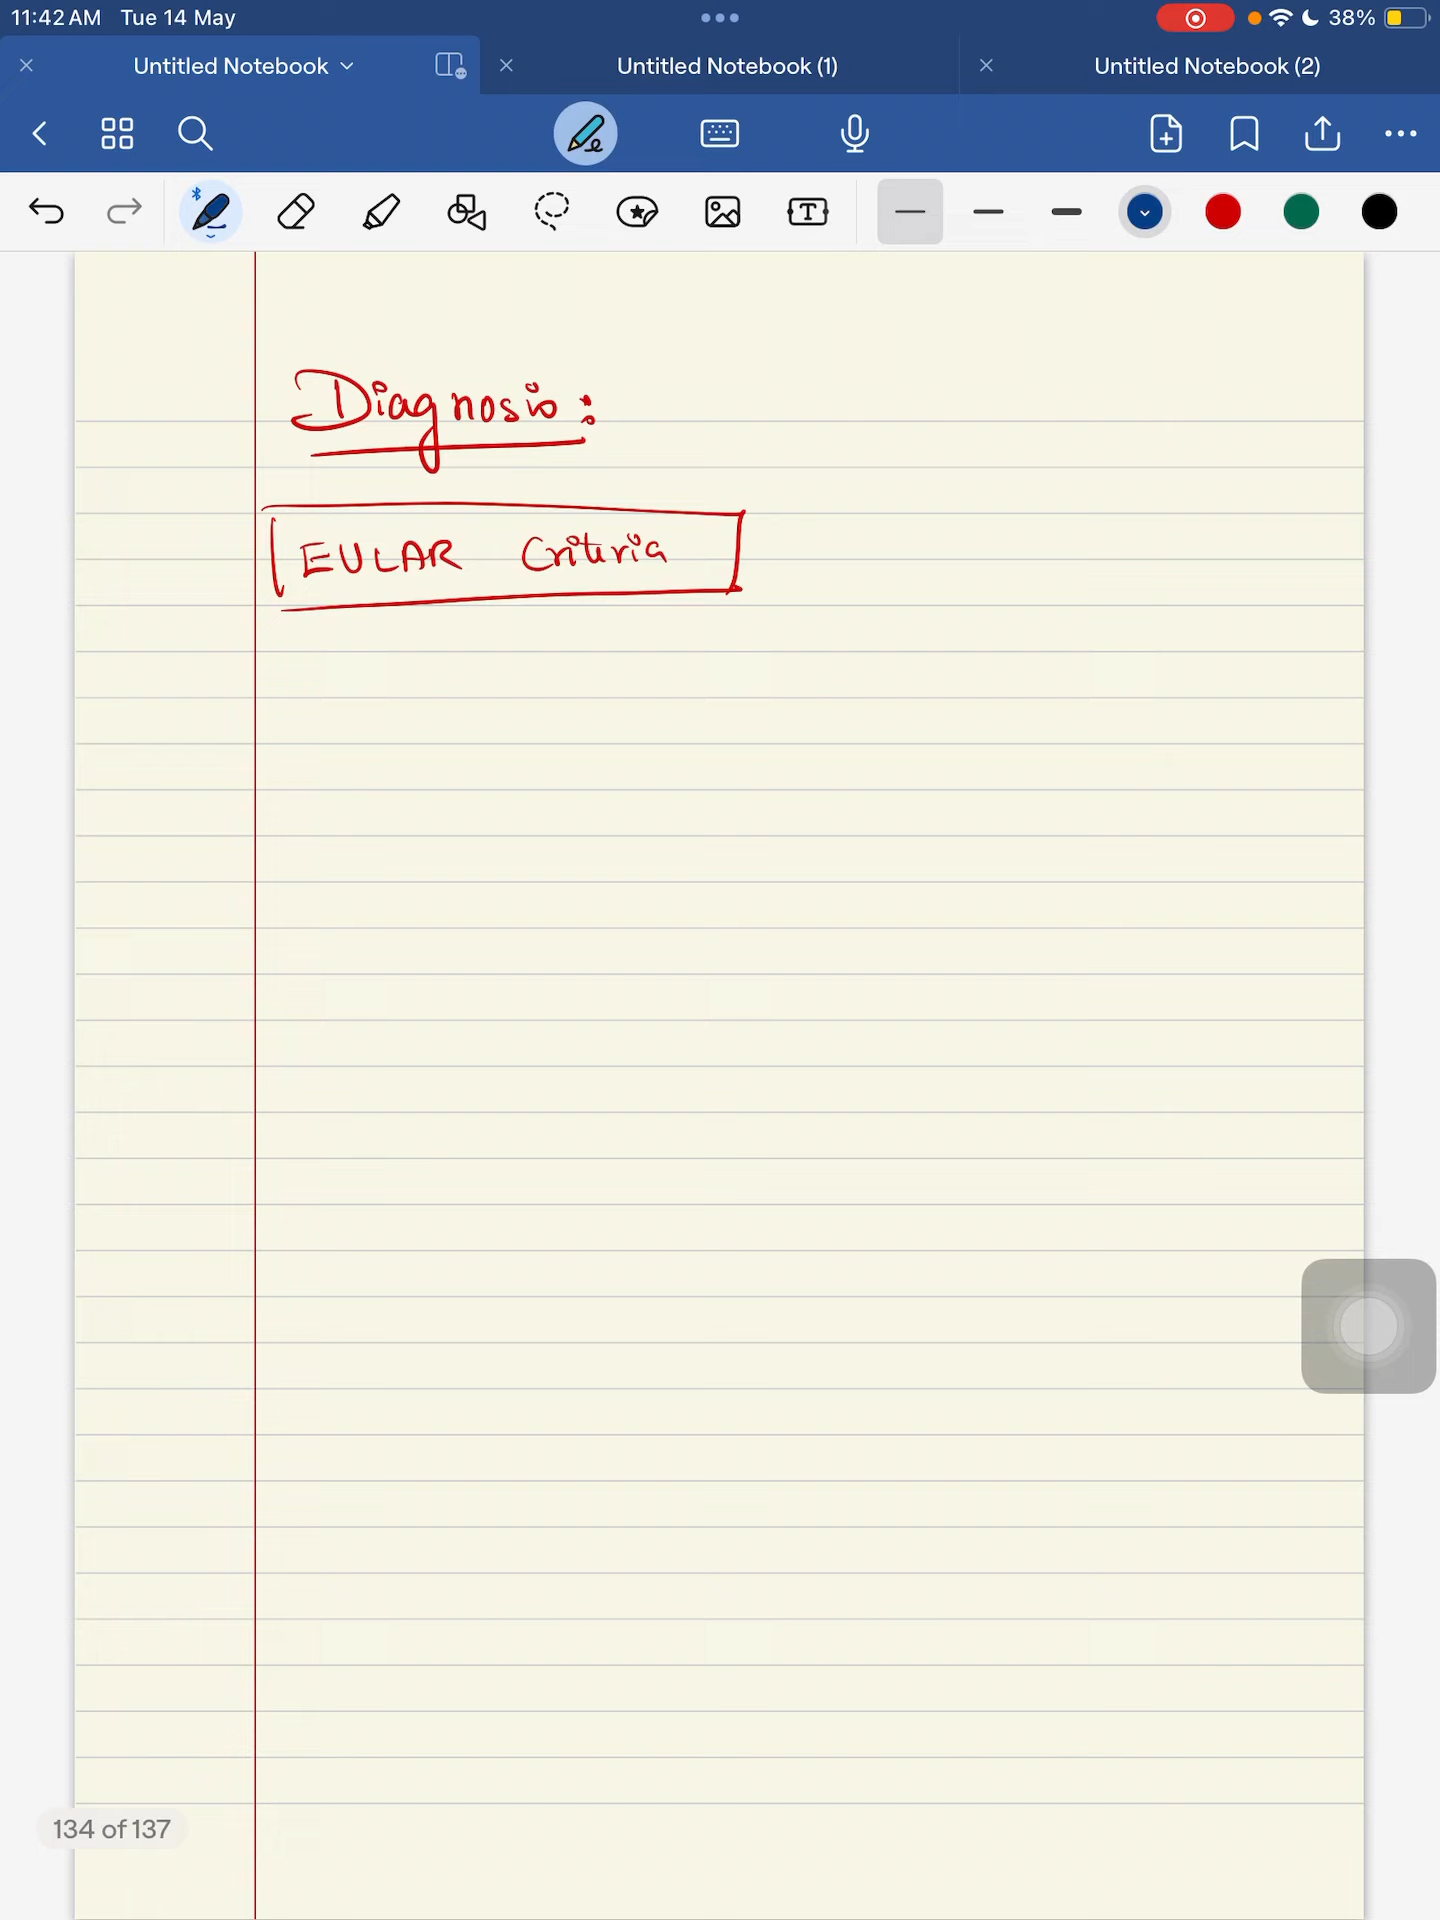 11:42 AM Tue 14 May
38%
Untitled Notebook
Untitled Notebook (1)
Untitled Notebook (2)
Diagnosis:
EULAR Criteria
134 of 137